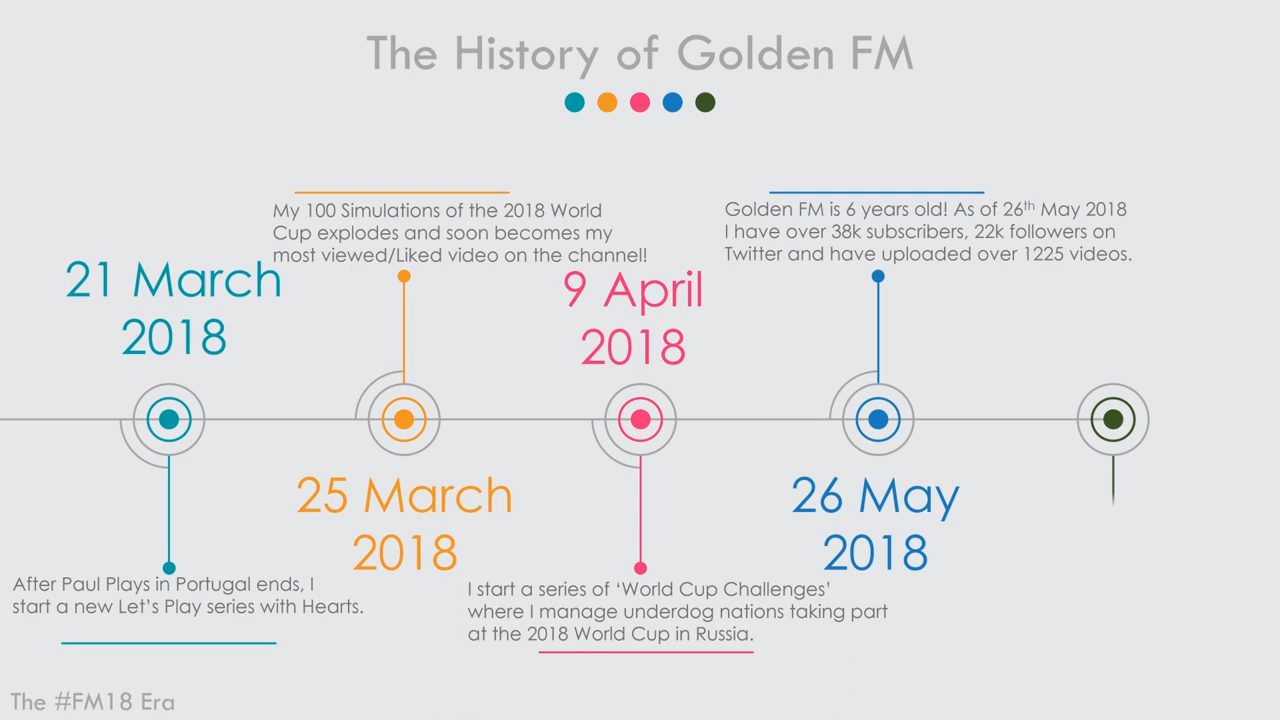 The History of Golden FM
My 100 Simulations of the 2018 World
Cup explodes and soon becomes my
most viewed/Liked video on the channel!
Golden FM is 6 years old! As of 26th May 2018
I have over 38k subscribers, 22k followers on
Twitter and have uploaded over 1225 videos.
21 March
2018
9 April
2018
25 March
2018
26 May
2018
After Paul Plays in Portugal ends, I
start a new Let’s Play series with Hearts.
I start a series of ‘World Cup Challenges’
where I manage underdog nations taking part
at the 2018 World Cup in Russia.
The #FM18 Era